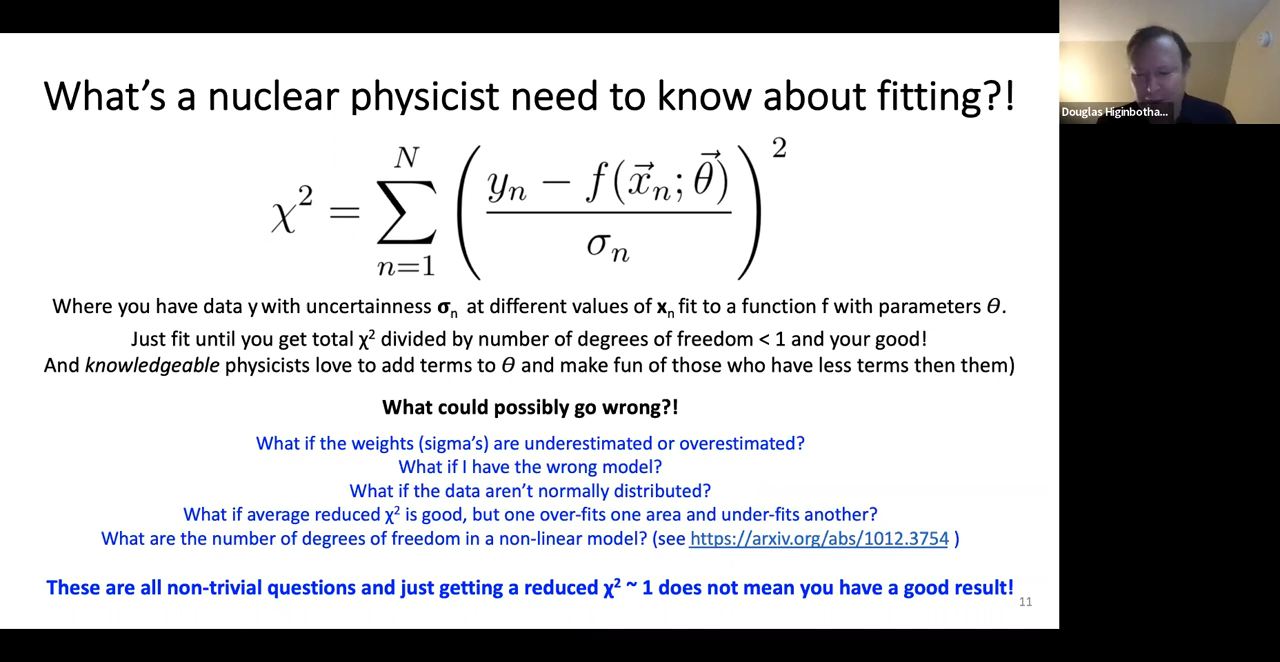 What's a nuclear physicist need to know about fitting?!
Douglas Higinbotha...
χ² = ∑_{n=1}^{N} ( (y_n − f(x⃗_n; θ⃗)) / σ_n )²
Where you have data y with uncertainness σ_n at different values of x_n fit to a function f with parameters θ.
Just fit until you get total χ² divided by number of degrees of freedom < 1 and your good!
And knowledgeable physicists love to add terms to θ and make fun of those who have less terms then them)
What could possibly go wrong?!
What if the weights (sigma's) are underestimated or overestimated?
What if I have the wrong model?
What if the data aren't normally distributed?
What if average reduced χ² is good, but one over-fits one area and under-fits another?
What are the number of degrees of freedom in a non-linear model? (see https://arxiv.org/abs/1012.3754 )
These are all non-trivial questions and just getting a reduced χ² ~ 1 does not mean you have a good result!
11